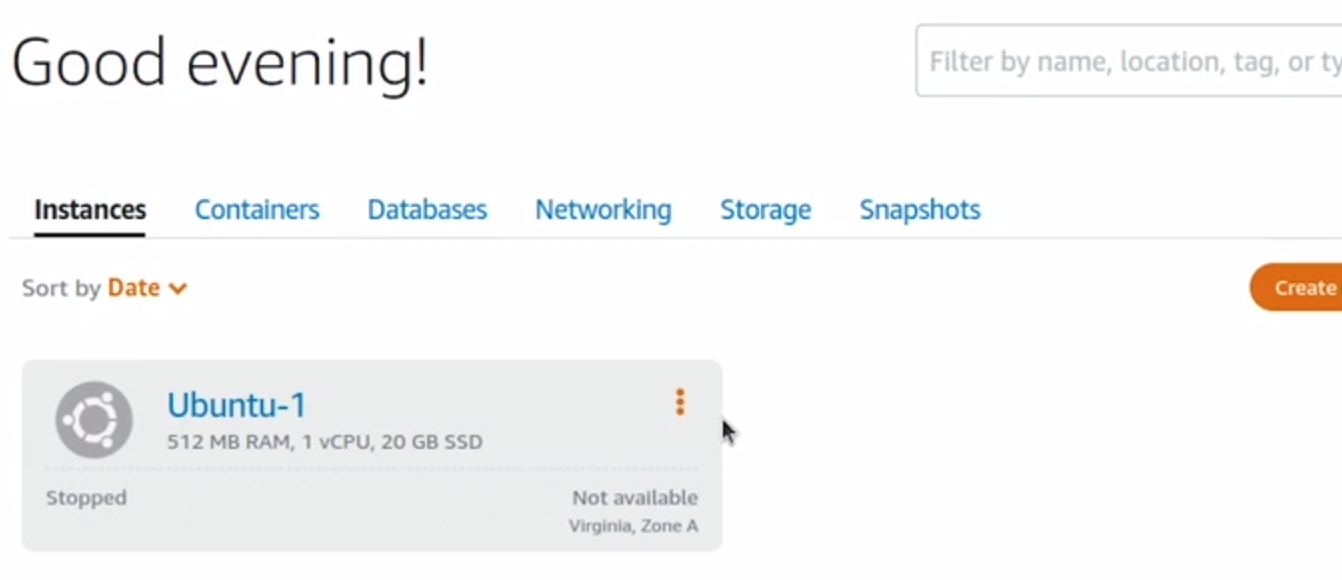 Good evening!
Filter by name, location, tag, or ty
Instances Containers Databases Networking Storage Snapshots
Sort by Date
Create
Ubuntu-1
512 MB RAM, 1 vCPU, 20 GB SSD
Stopped
Not available
Virginia, Zone A